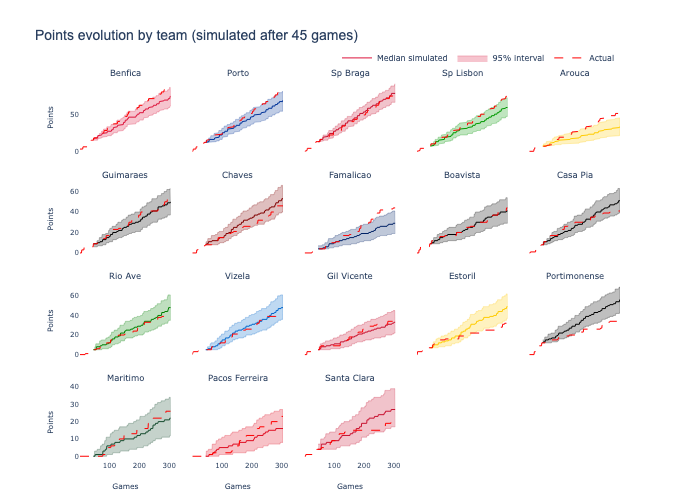 Points evolution by team (simulated after 45 games)
Median simulated 95% interval Actual
Benfica Porto Sp Braga Sp Lisbon Arouca
Points
50
0
Guimaraes Chaves Famalicao Boavista Casa Pia
Points
60
40
20
0
Rio Ave Vizela Gil Vicente Estoril Portimonense
Points
60
40
20
0
Maritimo Pacos Ferreira Santa Clara
Points
40
30
20
10
0
100 200 300 100 200 300 100 200 300
Games Games Games